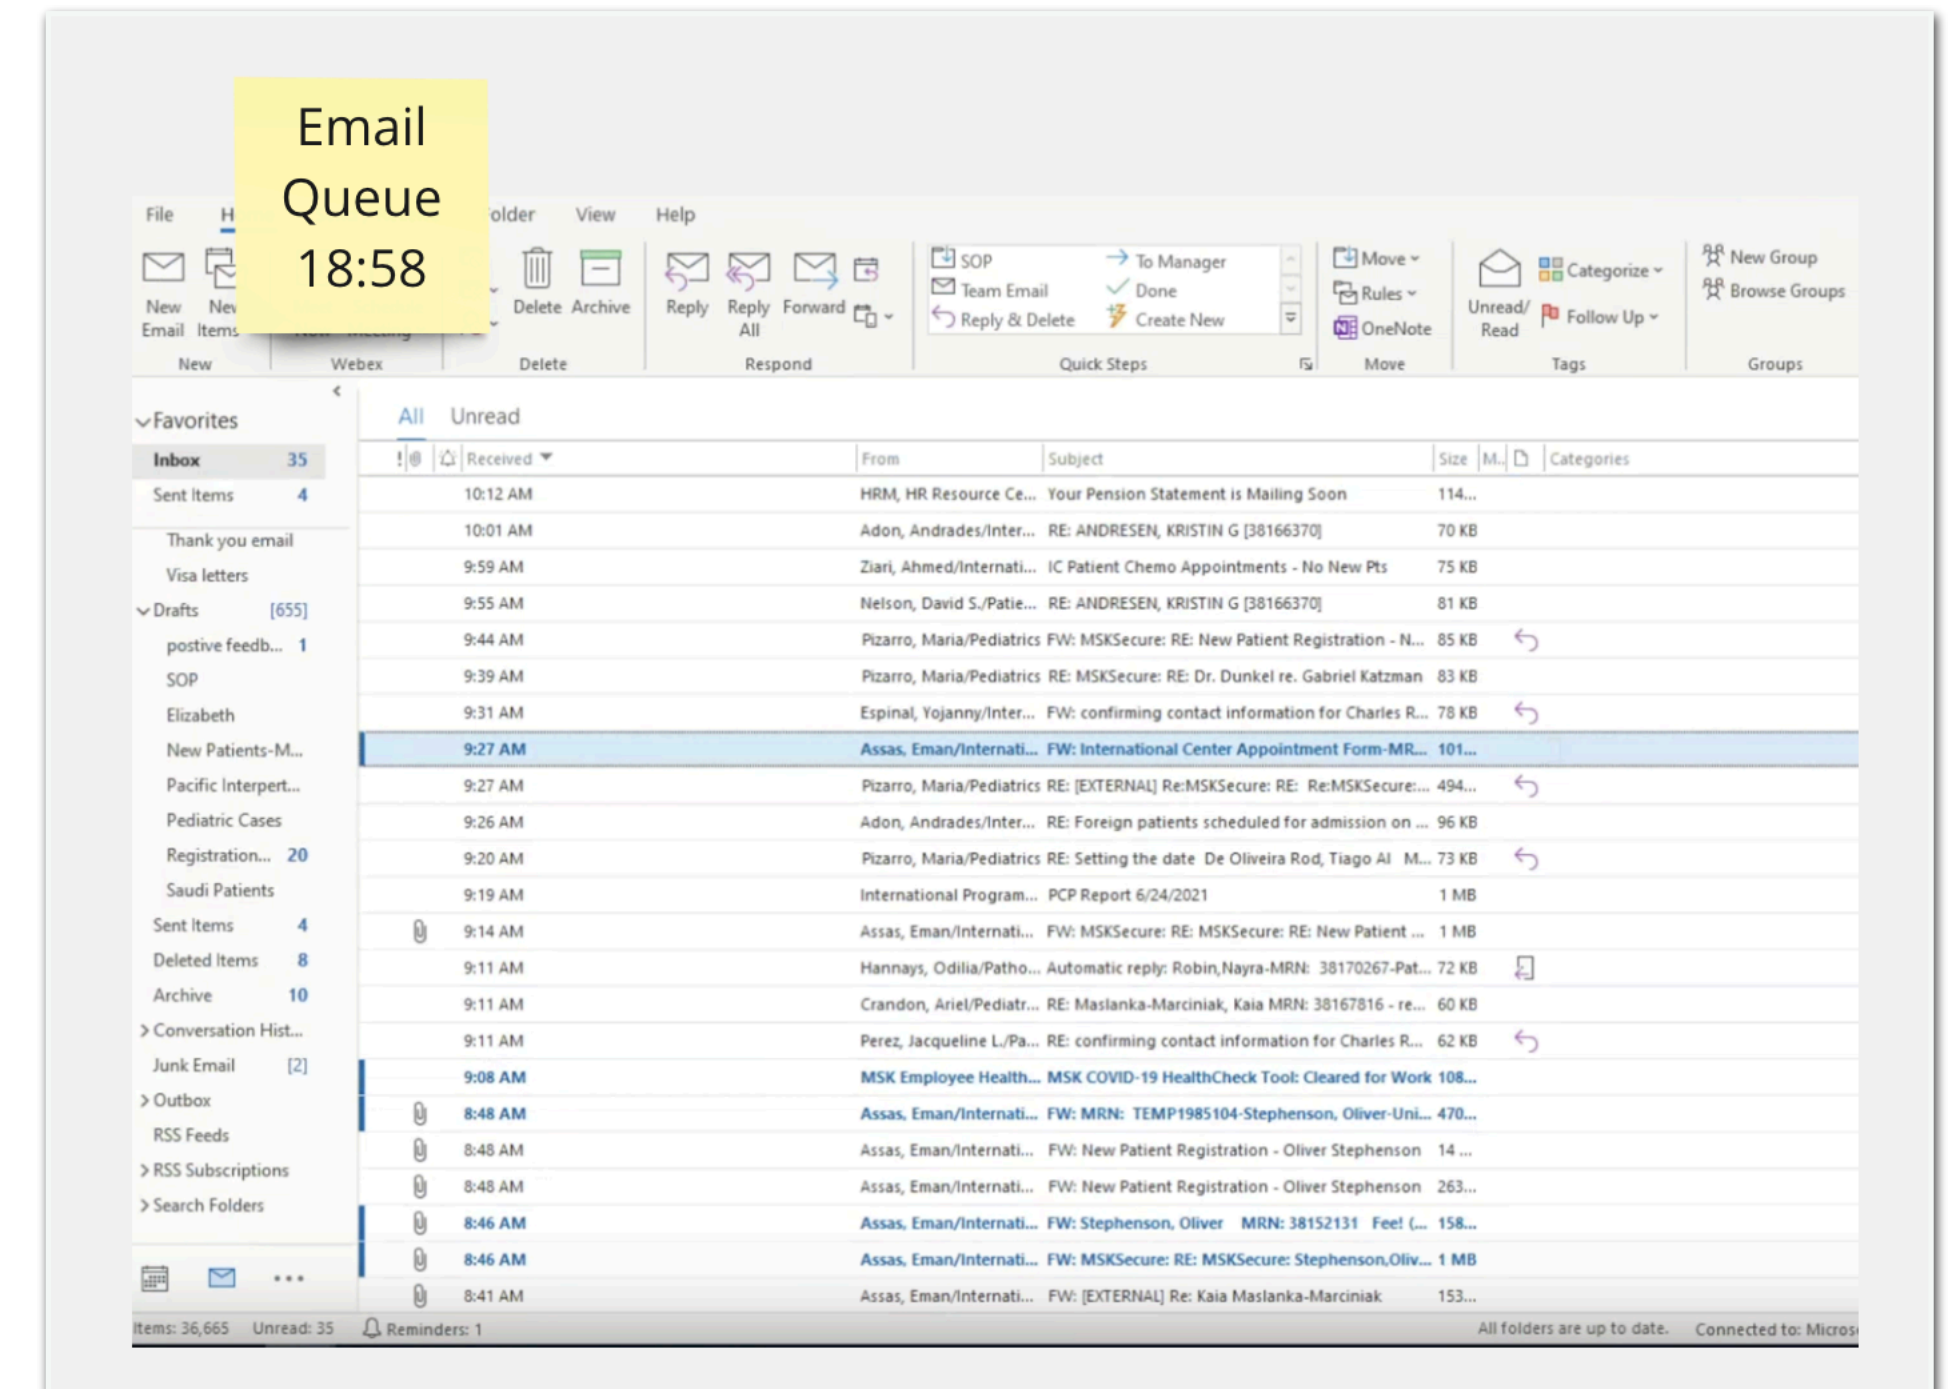 Email
Queue
18:58
File H older View Help
New Email
New Items
Delete
Archive
Reply
Reply All
Forward
SOP
Team Email
Reply & Delete
To Manager
Done
Create New
Move
Rules
OneNote
Unread/ Read
Categorize
Follow Up
New Group
Browse Groups
New Webex Delete Respond Quick Steps Move Tags Groups
Favorites
Inbox 35
Sent Items 4
Thank you email
Visa letters
Drafts [655]
postive feedb... 1
SOP
Elizabeth
New Patients-M...
Pacific Interpert...
Pediatric Cases
Registration... 20
Saudi Patients
Sent Items 4
Deleted Items 8
Archive 10
Conversation Hist...
Junk Email [2]
Outbox
RSS Feeds
RSS Subscriptions
Search Folders
All Unread
! Received From Subject Size M.. Categories
10:12 AM HRM, HR Resource Ce... Your Pension Statement is Mailing Soon 114...
10:01 AM Adon, Andrades/Inter... RE: ANDRESEN, KRISTIN G [38166370] 70 KB
9:59 AM Ziari, Ahmed/Internati... IC Patient Chemo Appointments - No New Pts 75 KB
9:55 AM Nelson, David S./Patie... RE: ANDRESEN, KRISTIN G [38166370] 81 KB
9:44 AM Pizarro, Maria/Pediatrics FW: MSKSecure: RE: New Patient Registration - N... 85 KB
9:39 AM Pizarro, Maria/Pediatrics RE: MSKSecure: RE: Dr. Dunkel re. Gabriel Katzman 83 KB
9:31 AM Espinal, Yojanny/Inter... FW: confirming contact information for Charles R... 78 KB
9:27 AM Assas, Eman/Internati... FW: International Center Appointment Form-MR... 101...
9:27 AM Pizarro, Maria/Pediatrics RE: [EXTERNAL] Re:MSKSecure: RE: Re:MSKSecure:... 494...
9:26 AM Adon, Andrades/Inter... RE: Foreign patients scheduled for admission on ... 96 KB
9:20 AM Pizarro, Maria/Pediatrics RE: Setting the date De Oliveira Rod, Tiago Al M... 73 KB
9:19 AM International Program... PCP Report 6/24/2021 1 MB
9:14 AM Assas, Eman/Internati... FW: MSKSecure: RE: MSKSecure: RE: New Patient ... 1 MB
9:11 AM Hannays, Odilia/Patho... Automatic reply: Robin,Nayra-MRN: 38170267-Pat... 72 KB
9:11 AM Crandon, Ariel/Pediatr... RE: Maslanka-Marciniak, Kaia MRN: 38167816 - re... 60 KB
9:11 AM Perez, Jacqueline L./Pa... RE: confirming contact information for Charles R... 62 KB
9:08 AM MSK Employee Health... MSK COVID-19 HealthCheck Tool: Cleared for Work 108...
8:48 AM Assas, Eman/Internati... FW: MRN: TEMP1985104-Stephenson, Oliver-Uni... 470...
8:48 AM Assas, Eman/Internati... FW: New Patient Registration - Oliver Stephenson 14 ...
8:48 AM Assas, Eman/Internati... FW: New Patient Registration - Oliver Stephenson 263...
8:46 AM Assas, Eman/Internati... FW: Stephenson, Oliver MRN: 38152131 Fee! (... 158...
8:46 AM Assas, Eman/Internati... FW: MSKSecure: RE: MSKSecure: Stephenson,Oliv... 1 MB
8:41 AM Assas, Eman/Internati... FW: [EXTERNAL] Re: Kaia Maslanka-Marciniak 153...
Items: 36,665 Unread: 35 Reminders: 1 All folders are up to date. Connected to: Micros